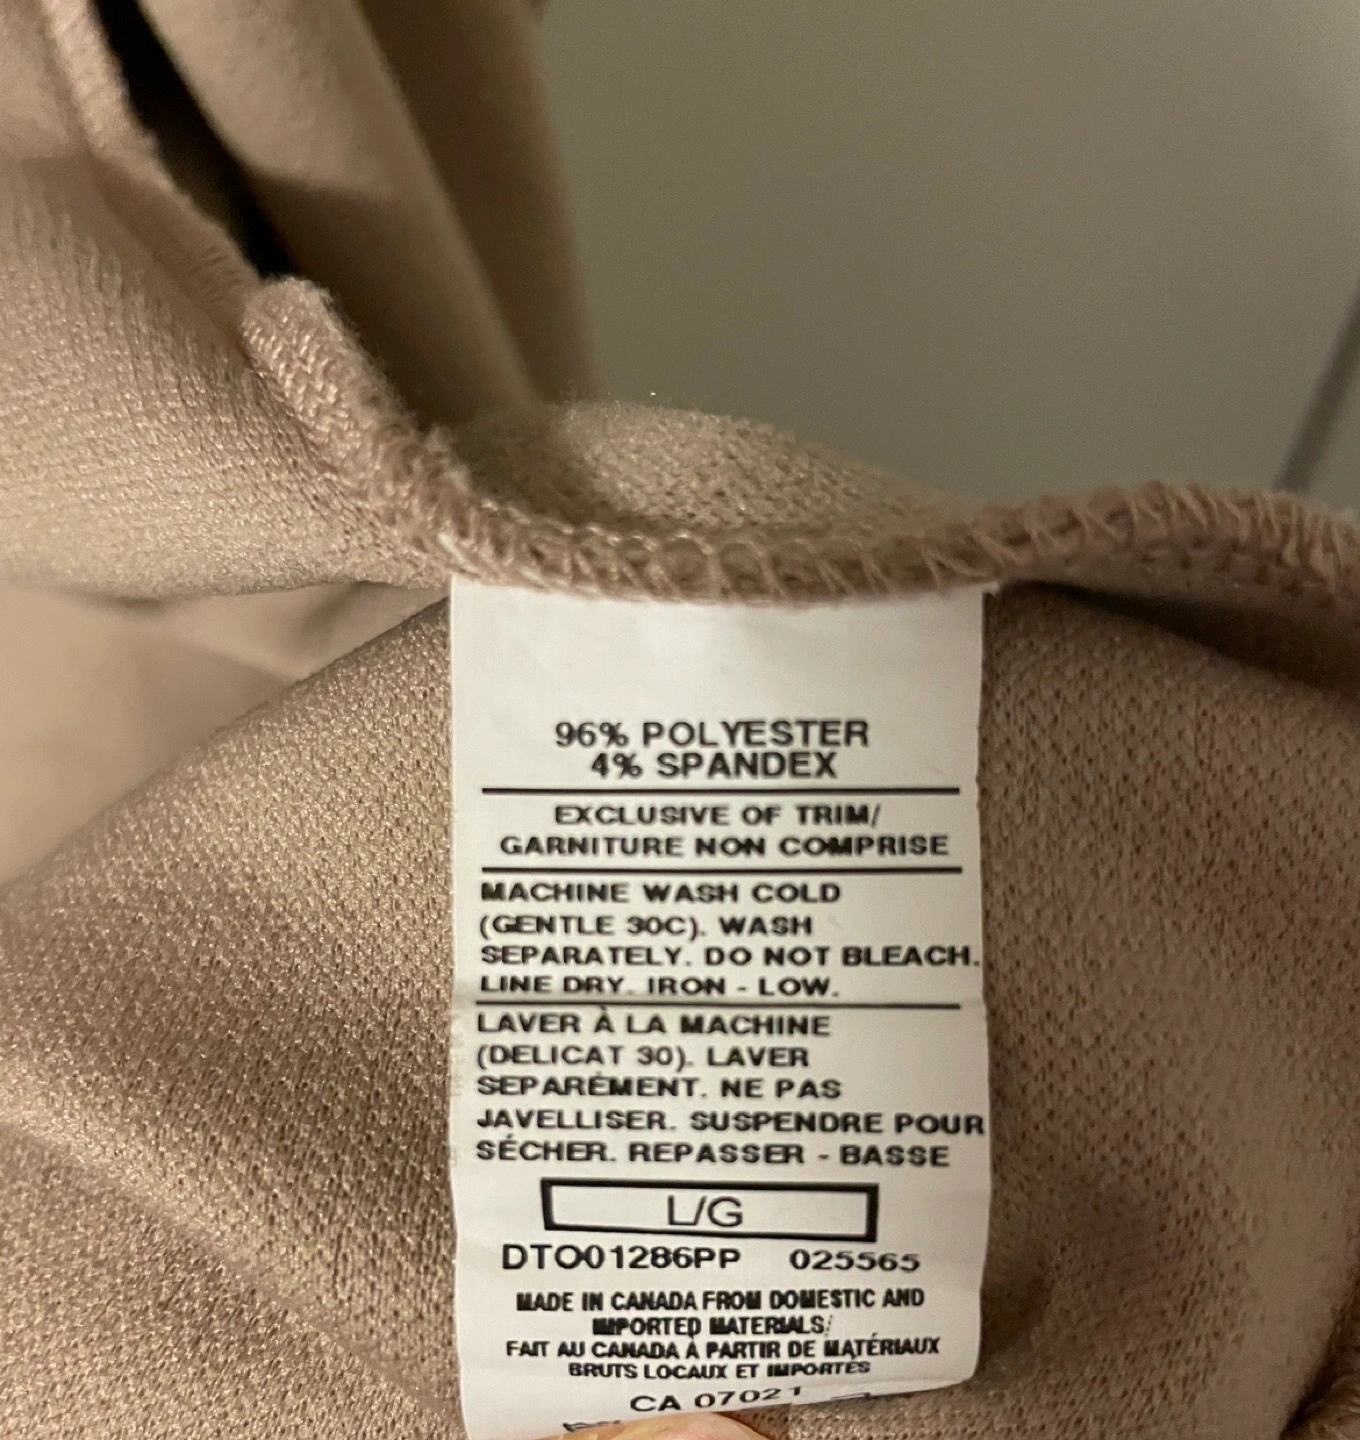 96% POLYESTER
4% SPANDEX
EXCLUSIVE OF TRIM/
GARNITURE NON COMPRISE
MACHINE WASH COLD
(GENTLE 30C). WASH
SEPARATELY. DO NOT BLEACH.
LINE DRY. IRON - LOW.
LAVER À LA MACHINE
(DELICAT 30). LAVER
SEPARÉMENT. NE PAS
JAVELLISER. SUSPENDRE POUR
SÉCHER. REPASSER - BASSE
L/G
DTO01286PP 025565
MADE IN CANADA FROM DOMESTIC AND
IMPORTED MATERIALS/
FAIT AU CANADA À PARTIR DE MATÉRIAUX
BRUTS LOCAUX ET IMPORTÉS
CA 07021